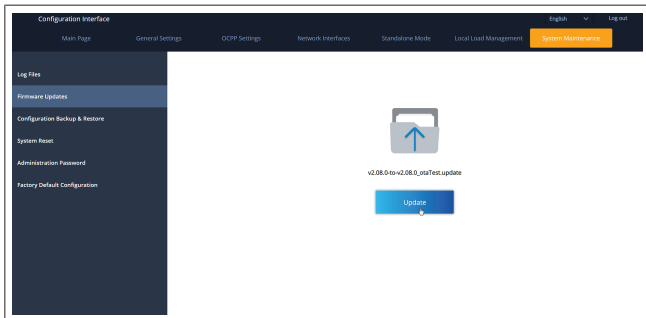 Configuration Interface
English
Log out
Main Page
General Settings
OCPP Settings
Network Interfaces
Standalone Mode
Local Load Management
System Maintenance
Log Files
Firmware Updates
Configuration Backup & Restore
System Reset
Administration Password
Factory Default Configuration
v2.08.0-to-v2.08.0_otaTest.update
Update